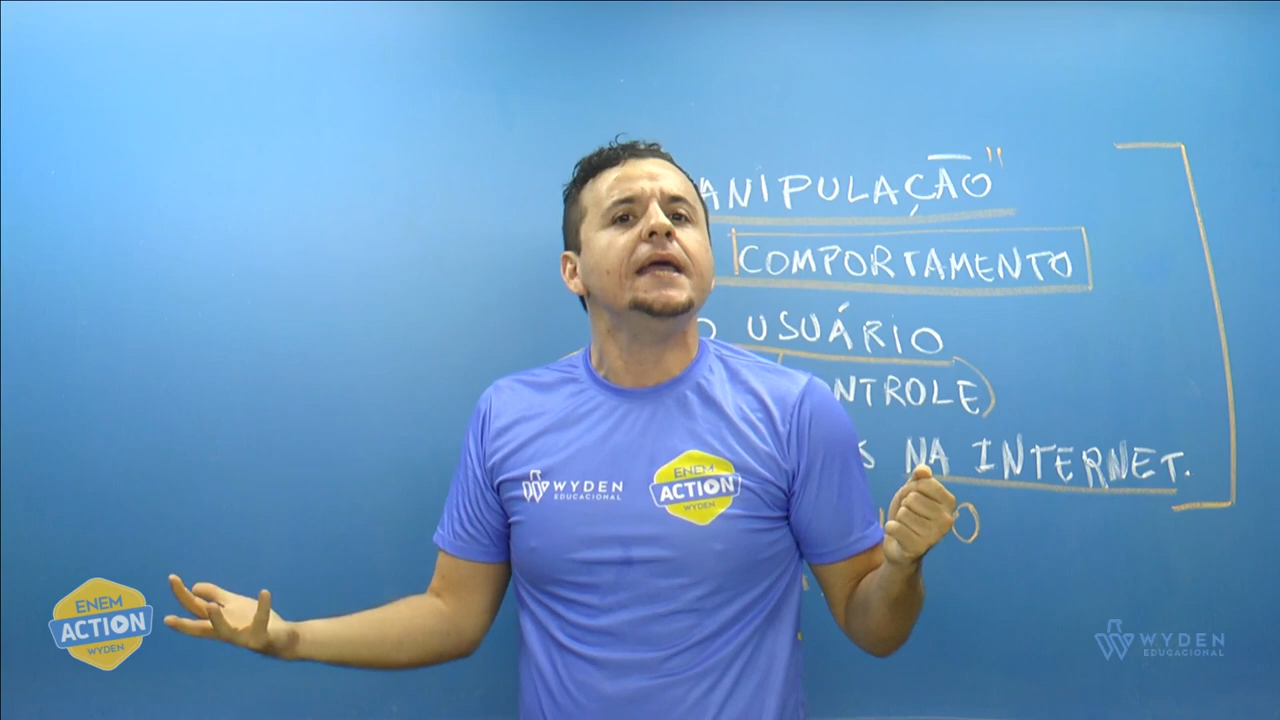 ANIPULAÇÃO"
COMPORTAMENTO
O USUÁRIO
NTROLE
S NA INTERNET.
WYDEN
EDUCACIONAL
ENEM
ACTION
WYDEN
ENEM
ACTION
WYDEN
WYDEN
EDUCACIONAL